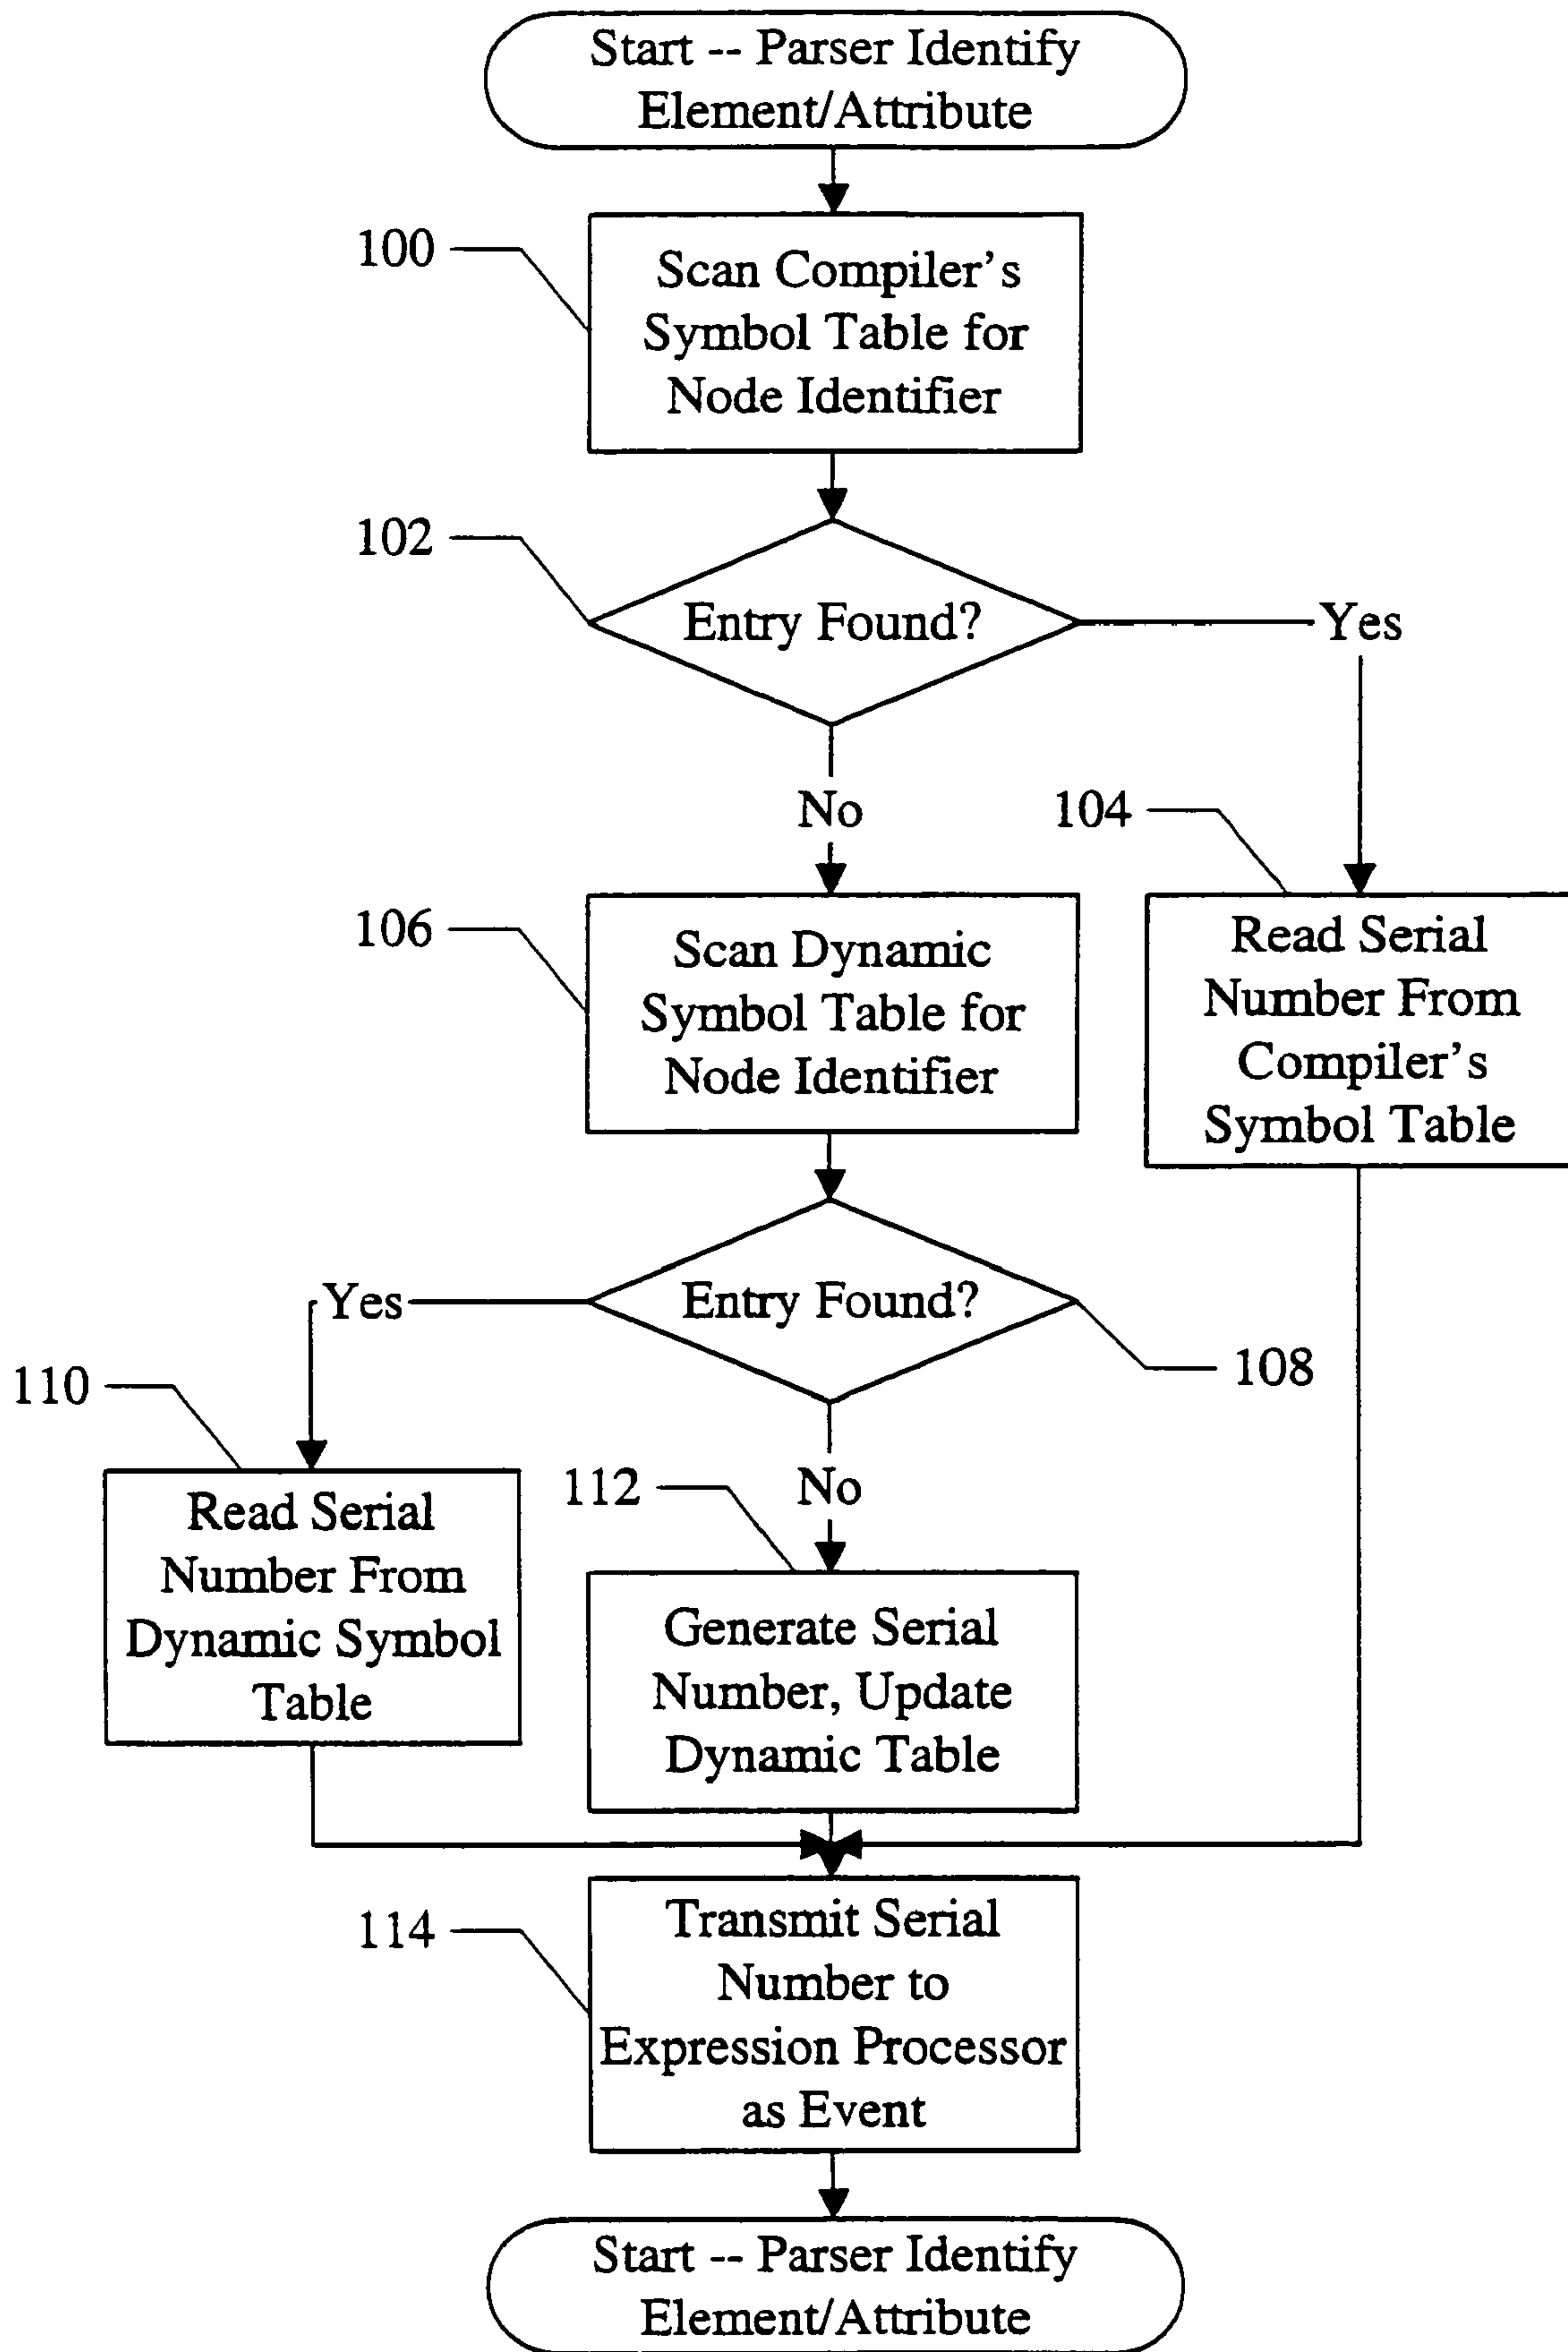 Start -- Parser Identify
Element/Attribute
100
Scan Compiler's
Symbol Table for
Node Identifier
102
Entry Found?
Yes
No
104
106
Scan Dynamic
Symbol Table for
Node Identifier
Read Serial
Number From
Compiler's
Symbol Table
Yes
Entry Found?
108
110
112
No
Read Serial
Number From
Dynamic Symbol
Table
Generate Serial
Number, Update
Dynamic Table
114
Transmit Serial
Number to
Expression Processor
as Event
Start -- Parser Identify
Element/Attribute